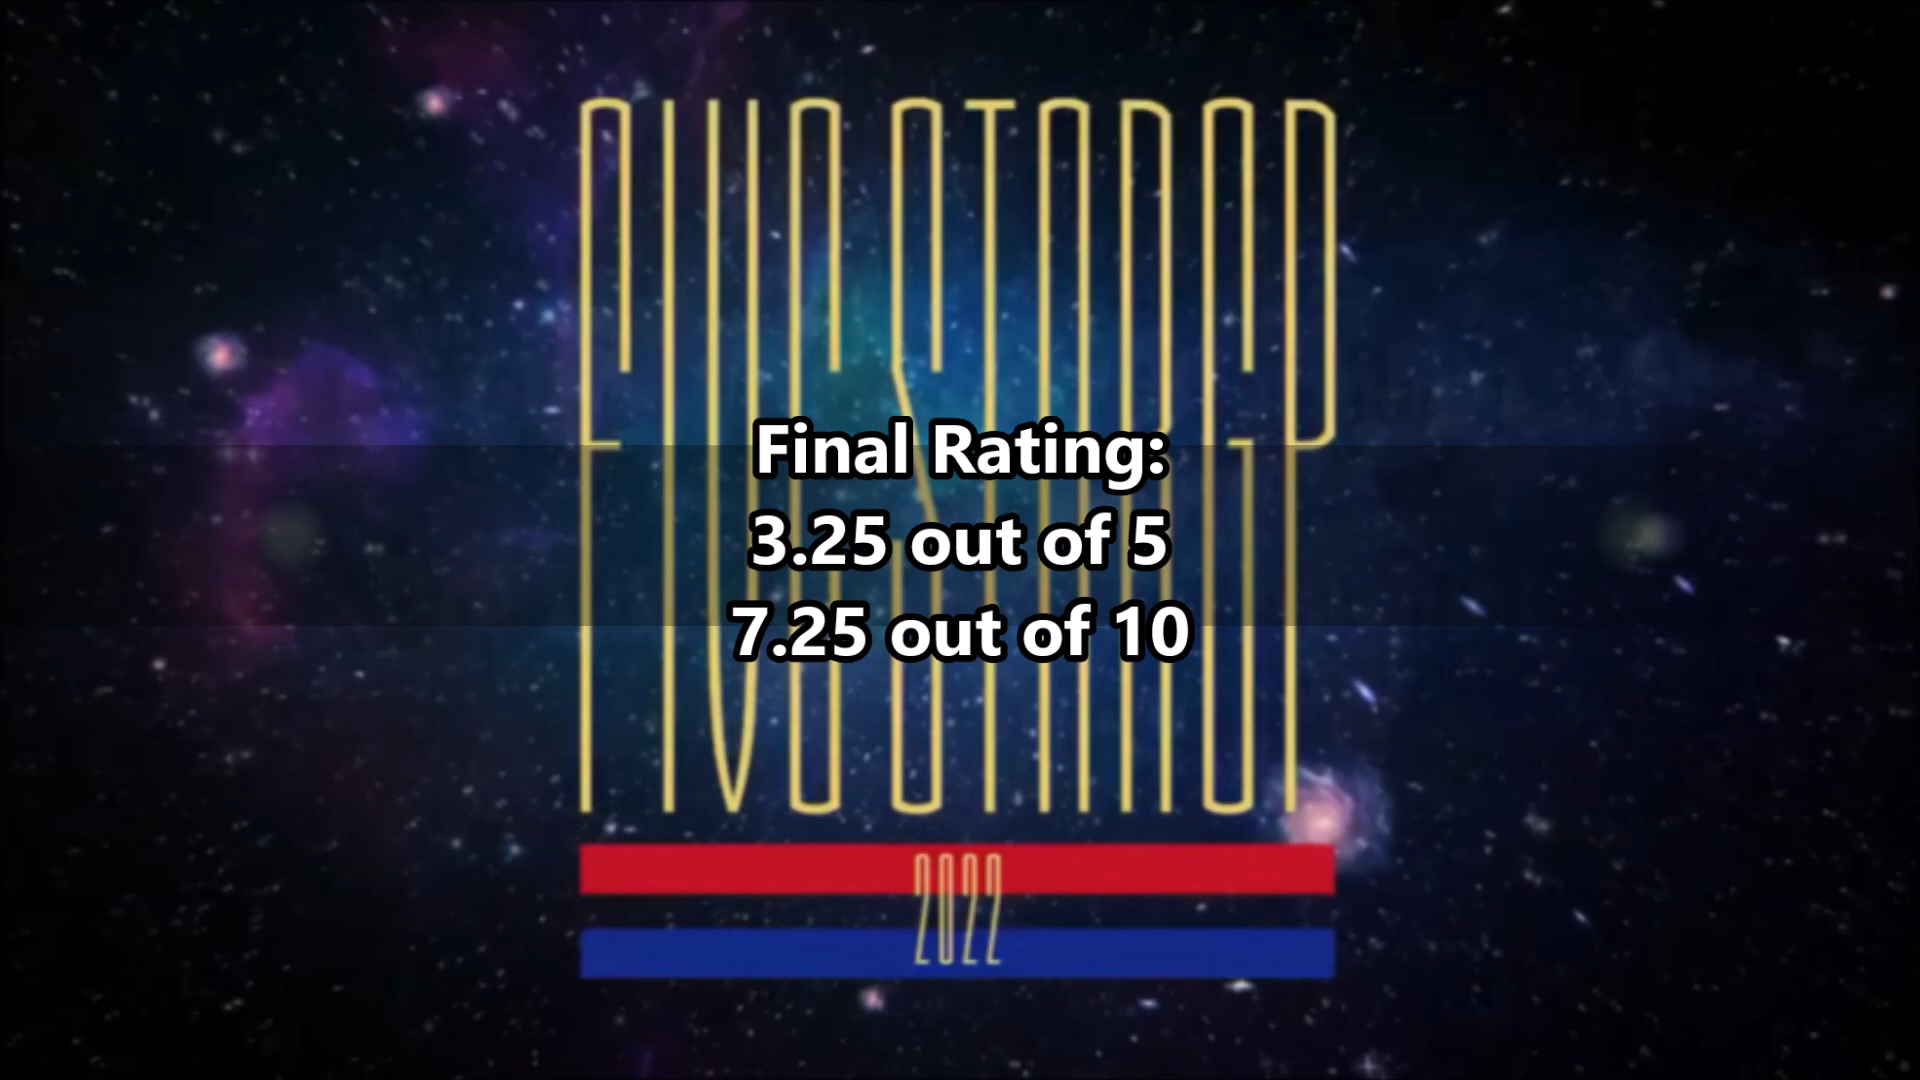 FIVE STAR GP
Final Rating:
3.25 out of 5
7.25 out of 10
2022